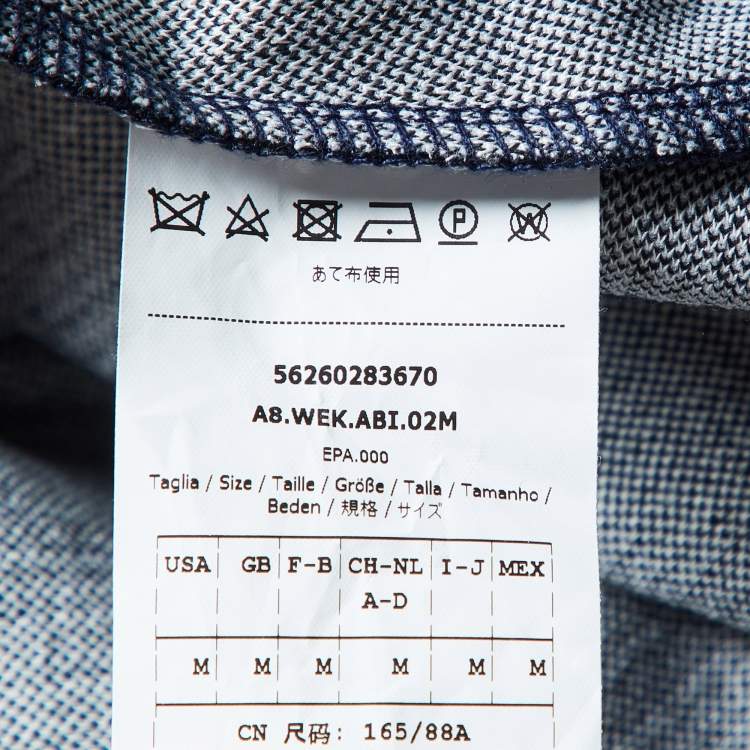 P W
あて布使用
56260283670
A8.WEK.ABI.02M
EPA.000
Taglia / Size / Taille / Größe / Talla / Tamanho /
Beden / 規格 / サイズ
USA GB F-B CH-NL I-J MEX
A-D
M M M M M M
CN 尺码: 165/88A